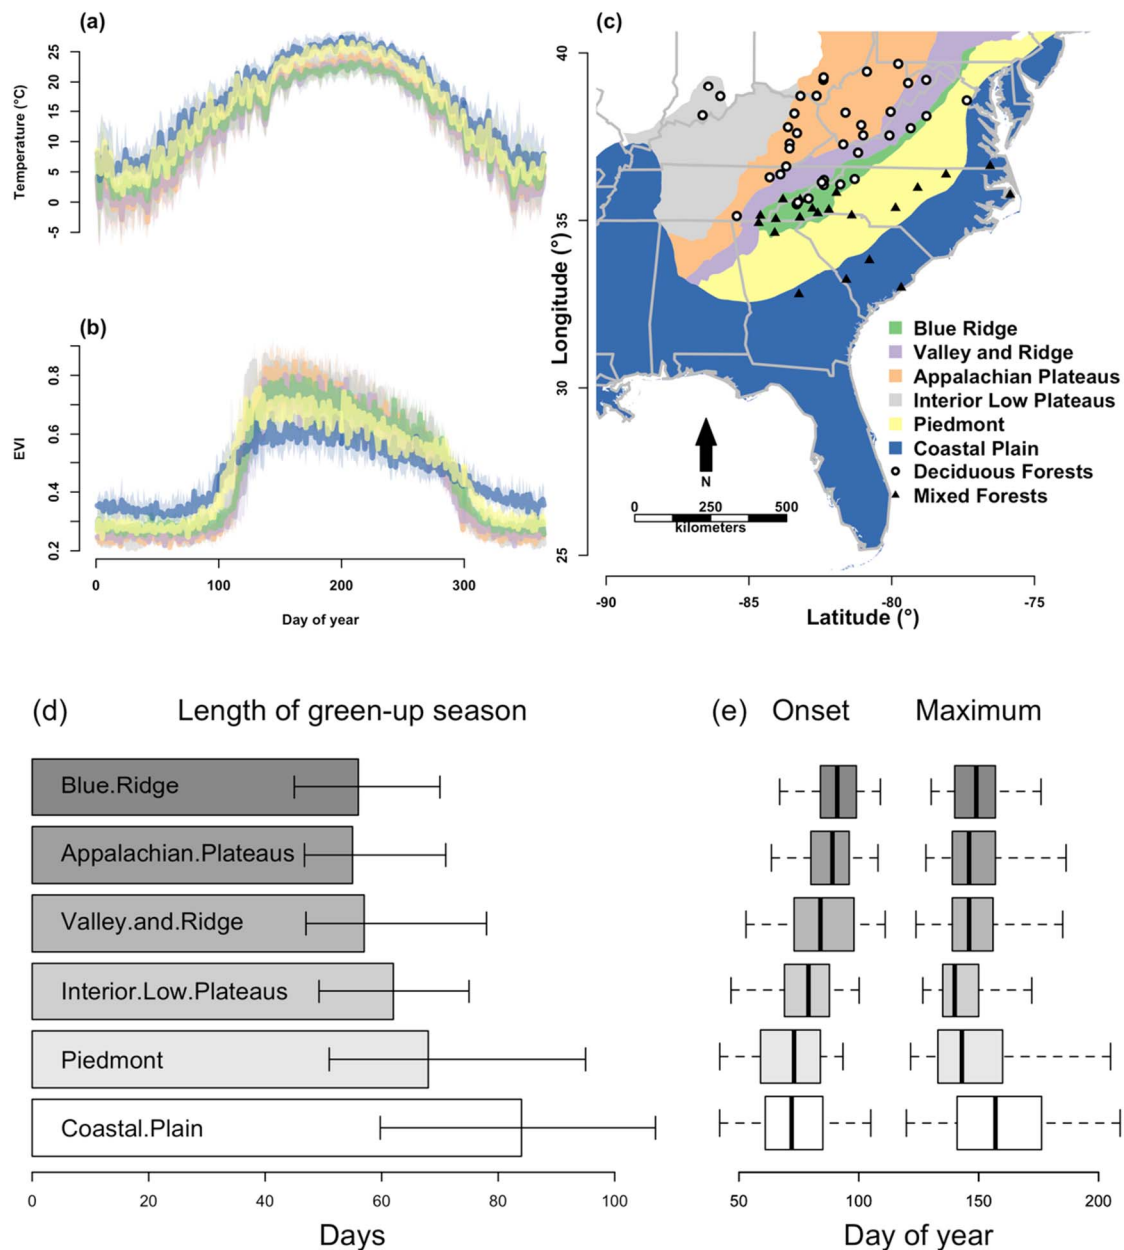 (a)
Temperature (°C)
25
20
15
10
5
0
-5
(b)
EVI
0.8
0.6
0.4
0.2
0
100
200
300
Day of year
(c)
Longitude (°)
40
35
30
25
Blue Ridge
Valley and Ridge
Appalachian Plateaus
Interior Low Plateaus
Piedmont
Coastal Plain
Deciduous Forests
Mixed Forests
N
0
250
500
kilometers
-90
-85
-80
-75
Latitude (°)
(d)
Length of green-up season
Blue.Ridge
Appalachian.Plateaus
Valley.and.Ridge
Interior.Low.Plateaus
Piedmont
Coastal.Plain
0
20
40
60
80
100
Days
(e)
Onset
Maximum
50
100
150
200
Day of year